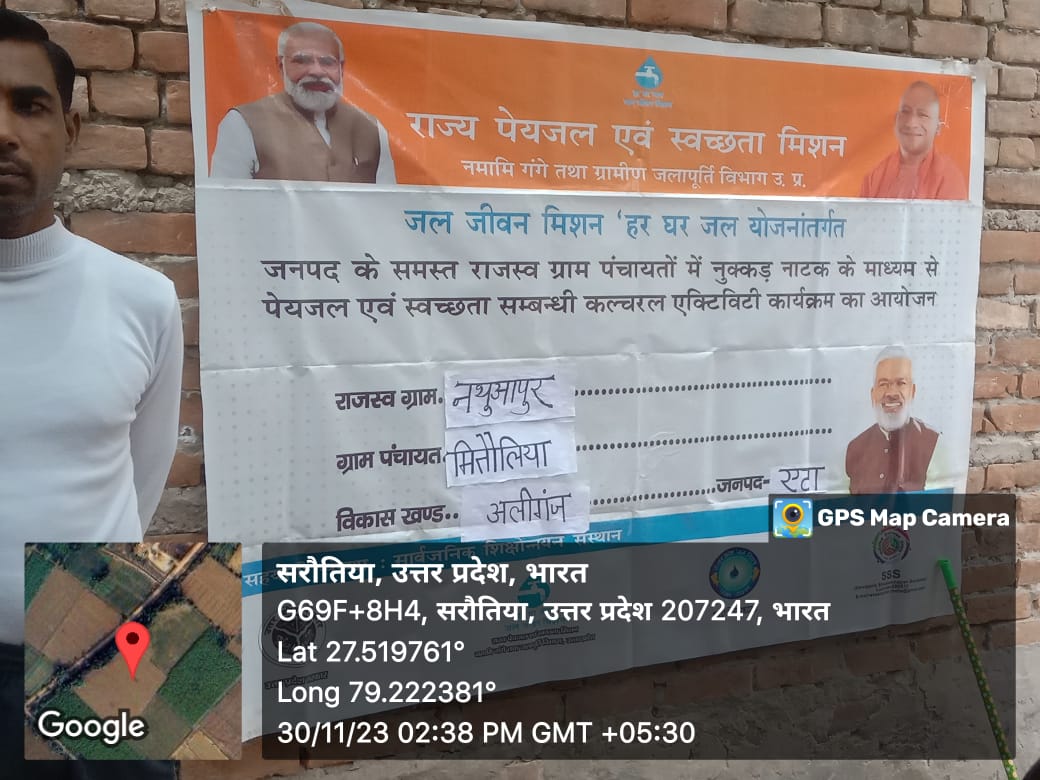 राज्य पेयजल एवं स्वच्छता मिशन
नमामि गंगे तथा ग्रामीण जलापूर्ति विभाग उ. प्र.
जल जीवन मिशन 'हर घर जल योजनांतर्गत
जनपद के समस्त राजस्व ग्राम पंचायतों में नुक्कड़ नाटक के माध्यम से
पेयजल एवं स्वच्छता सम्बन्धी कल्चरल एक्टिविटी कार्यक्रम का आयोजन
राजस्व ग्राम. नथुआपुर
ग्राम पंचायत मितौलिया
विकास खण्ड.. अलीगंज जनपद- एटा
: सार्वजनिक शिक्षोन्नयन संस्थान
SSS
GPS Map Camera
सरौतिया, उत्तर प्रदेश, भारत
G69F+8H4, सरौतिया, उत्तर प्रदेश 207247, भारत
Lat 27.519761°
Long 79.222381°
30/11/23 02:38 PM GMT +05:30
Google